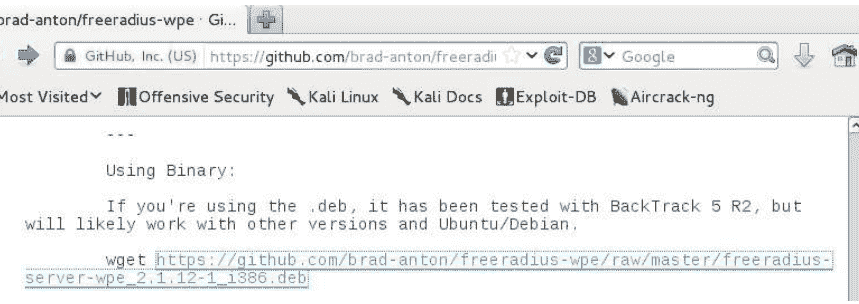 brad-anton/freeradius-wpe · Gi...
GitHub, Inc. (US) https://github.com/brad-anton/freeradi Google
Most Visited Offensive Security Kali Linux Kali Docs Exploit-DB Aircrack-ng
---
Using Binary:
If you're using the .deb, it has been tested with BackTrack 5 R2, but
will likely work with other versions and Ubuntu/Debian.
wget https://github.com/brad-anton/freeradius-wpe/raw/master/freeradius-
server-wpe_2.1.12-1_i386.deb